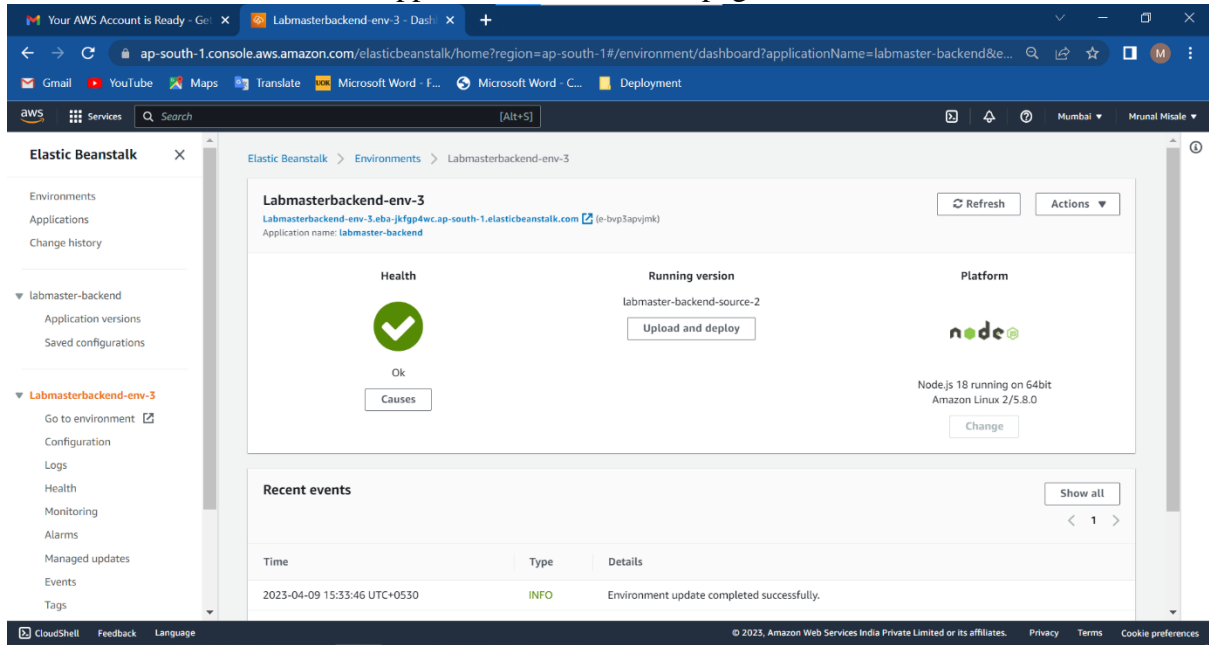 Your AWS Account is Ready - Get
Labmasterbackend-env-3 - Dash
ap-south-1.console.aws.amazon.com/elasticbeanstalk/home?region=ap-south-1#/environment/dashboard?applicationName=labmaster-backend&e...
M
Gmail YouTube Maps Translate Microsoft Word - F... Microsoft Word - C... Deployment
aws Services Search [Alt+S] Mumbai Mrunal Misale
Elastic Beanstalk
Environments
Applications
Change history
labmaster-backend
Application versions
Saved configurations
Labmasterbackend-env-3
Go to environment
Configuration
Logs
Health
Monitoring
Alarms
Managed updates
Events
Tags
Elastic Beanstalk > Environments > Labmasterbackend-env-3
Labmasterbackend-env-3
Labmasterbackend-env-3.eba-jkfgp4wc.ap-south-1.elasticbeanstalk.com (e-bvp3apvjmk)
Application name: labmaster-backend
Refresh
Actions
Health
Ok
Causes
Running version
labmaster-backend-source-2
Upload and deploy
Platform
node JS
Node.js 18 running on 64bit
Amazon Linux 2/5.8.0
Change
Recent events
Show all
< 1 >
Time Type Details
2023-04-09 15:33:46 UTC+0530 INFO Environment update completed successfully.
CloudShell Feedback Language © 2023, Amazon Web Services India Private Limited or its affiliates. Privacy Terms Cookie preferences